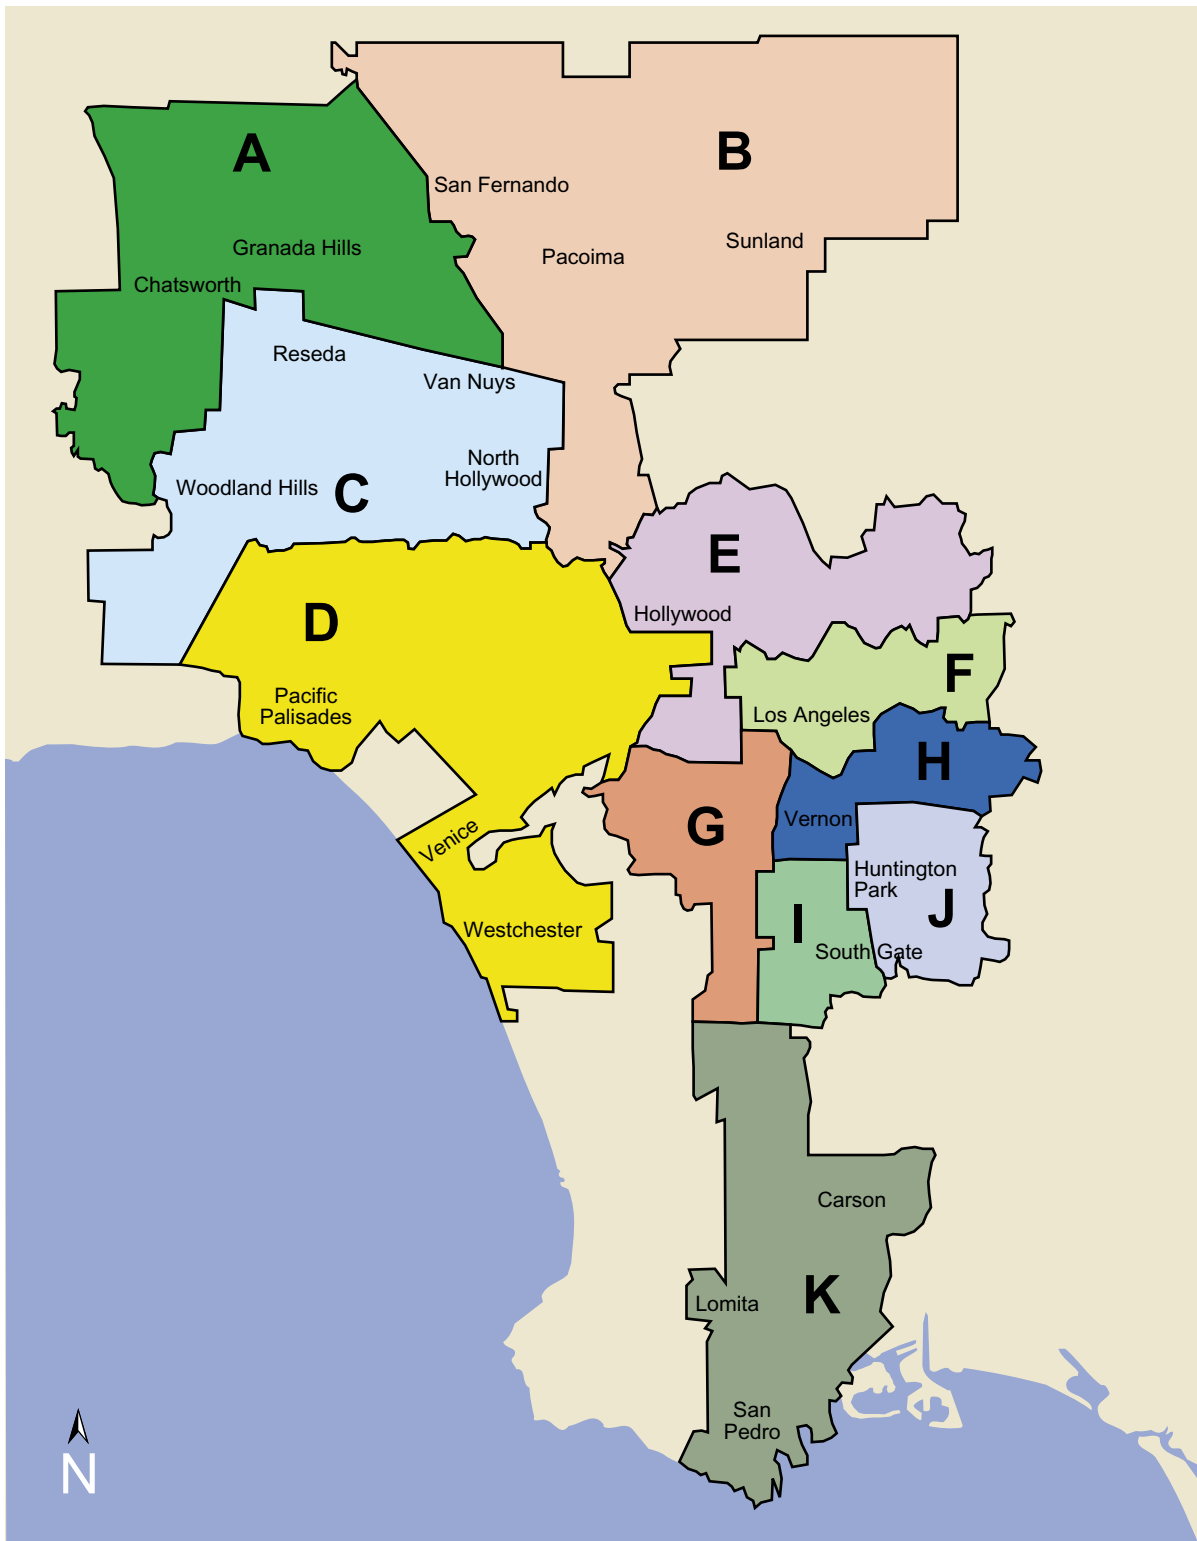 A
B
San Fernando
Sunland
Granada Hills
Pacoima
Chatsworth
Reseda
Van Nuys
North
Hollywood
Woodland Hills
C
E
Hollywood
D
F
Pacific
Palisades
Los Angeles
H
G
Vernon
Venice
Huntington
Park
J
I
Westchester
South Gate
Carson
K
Lomita
San
Pedro
N